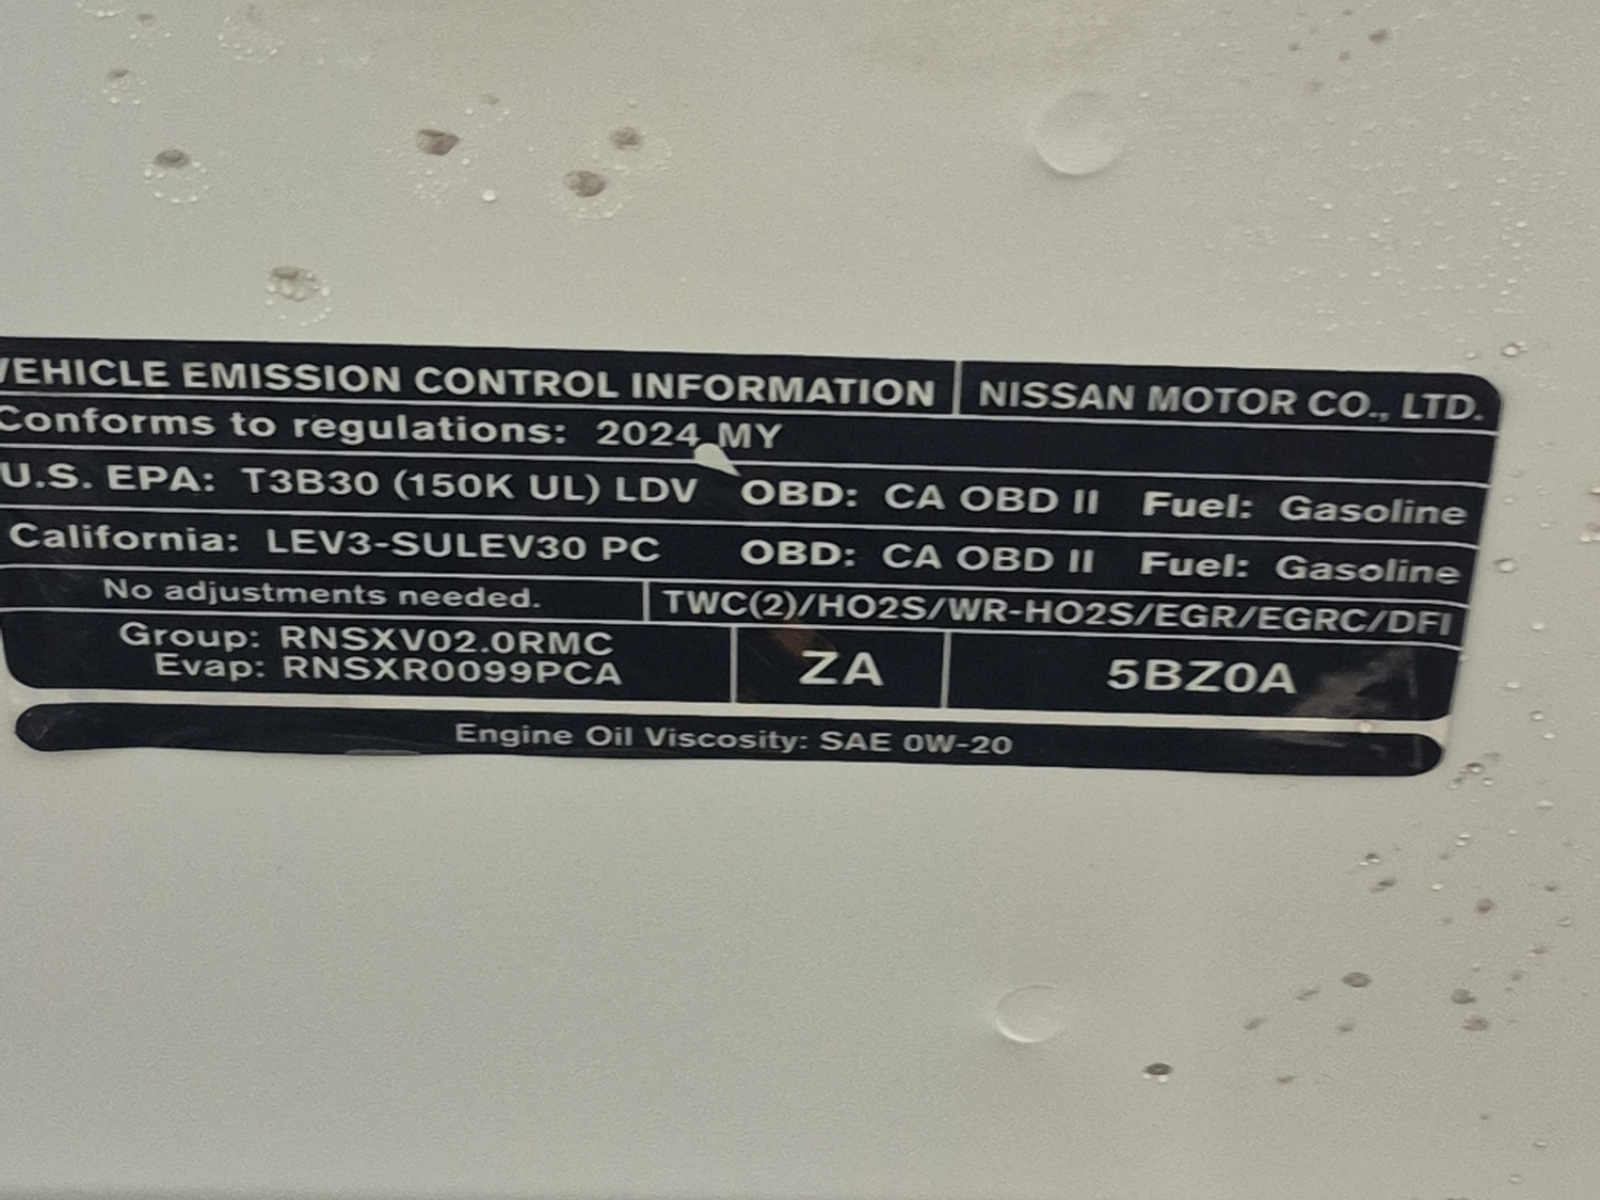 VEHICLE EMISSION CONTROL INFORMATION NISSAN MOTOR CO., LTD.
Conforms to regulations: 2024 MY
U.S. EPA: T3B30 (150K UL) LDV OBD: CA OBD II Fuel: Gasoline
California: LEV3-SULEV30 PC OBD: CA OBD II Fuel: Gasoline
No adjustments needed. TWC(2)/HO2S/WR-HO2S/EGR/EGRC/DFI
Group: RNSXV02.0RMC
Evap: RNSXR0099PCA
ZA
5BZ0A
Engine Oil Viscosity: SAE 0W-20